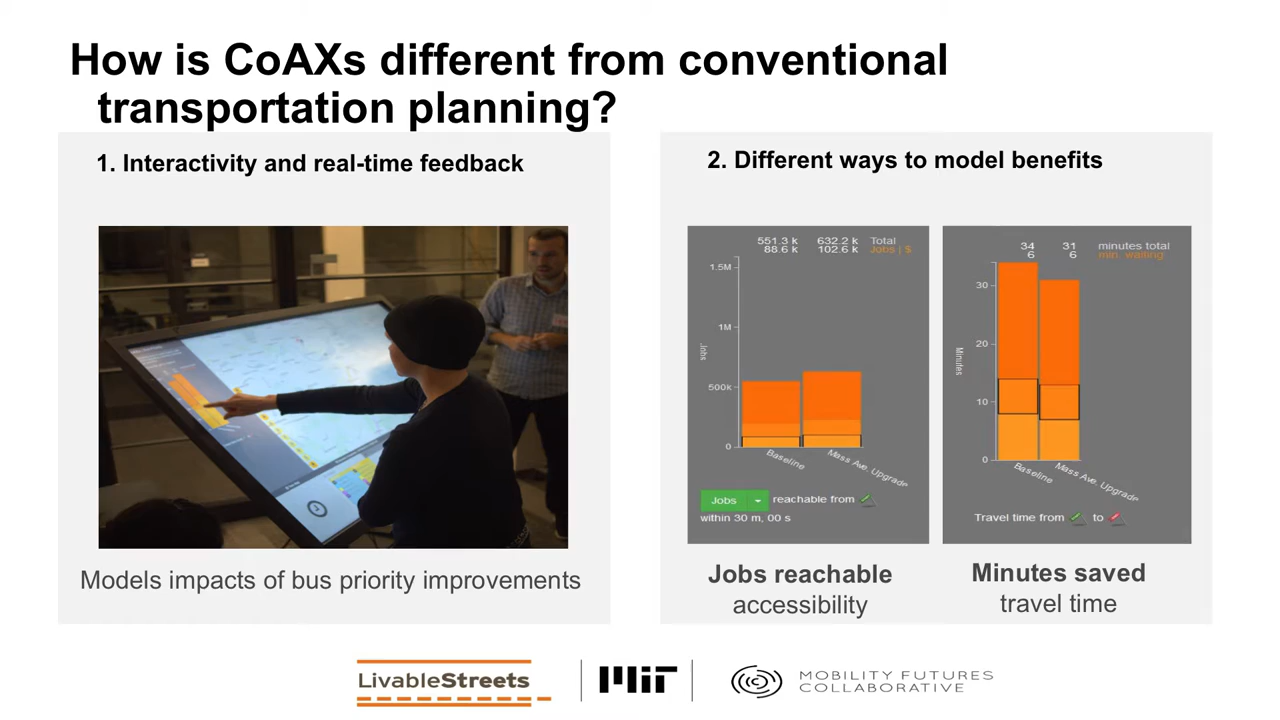 How is CoAXs different from conventional
transportation planning?
1. Interactivity and real-time feedback
Models impacts of bus priority improvements
2. Different ways to model benefits
551.3 k 632.2 k Total
88.6 k 102.6 k Jobs | $
1.5M
1M
Jobs
500k
0
Baseline
Mass Ave. Upgrade
Jobs reachable from
within 30 m, 00 s
Jobs reachable
accessibility
34 31 minutes total
6 6 min. waiting
30
20
Minutes
10
0
Baseline
Mass Ave. Upgrade
Travel time from to
Minutes saved
travel time
LivableStreets
MIT
MOBILITY FUTURES
COLLABORATIVE